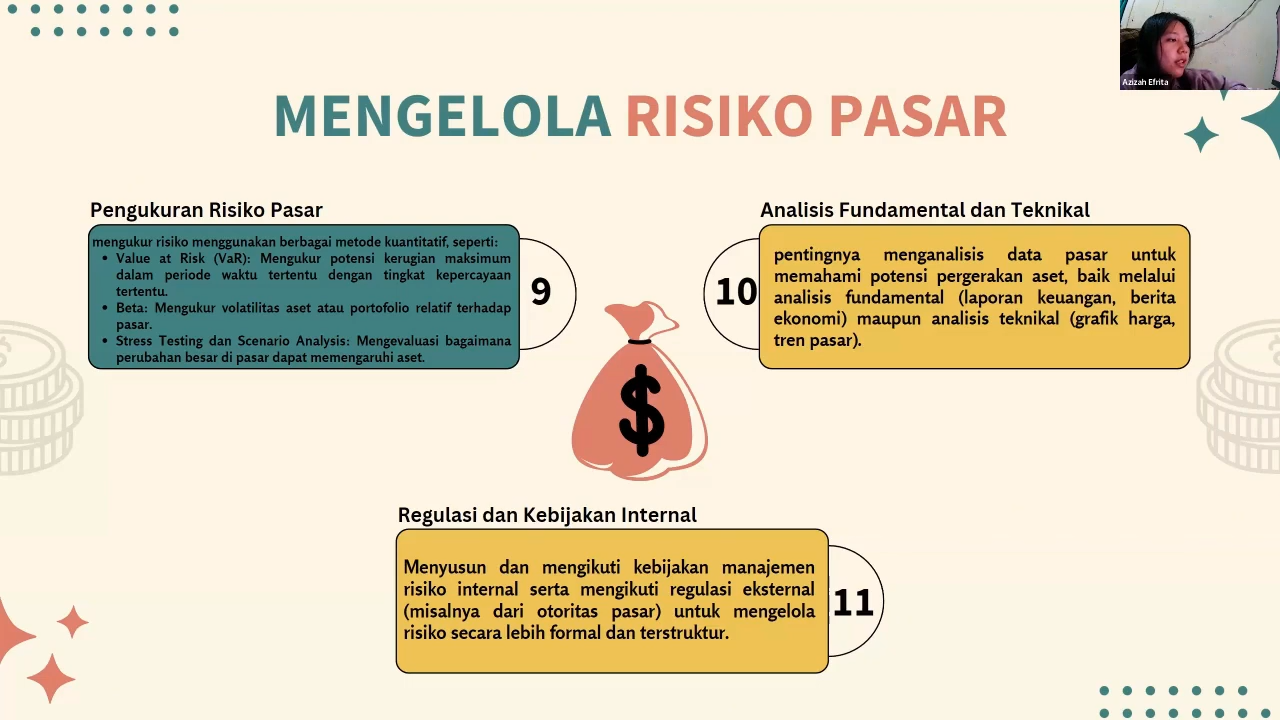 Azizah Efrita
MENGELOLA RISIKO PASAR
Pengukuran Risiko Pasar
mengukur risiko menggunakan berbagai metode kuantitatif, seperti:
• Value at Risk (VaR): Mengukur potensi kerugian maksimum
dalam periode waktu tertentu dengan tingkat kepercayaan
tertentu.
• Beta: Mengukur volatilitas aset atau portofolio relatif terhadap
pasar.
• Stress Testing dan Scenario Analysis: Mengevaluasi bagaimana
perubahan besar di pasar dapat memengaruhi aset.
9
Analisis Fundamental dan Teknikal
10
pentingnya menganalisis data pasar untuk
memahami potensi pergerakan aset, baik melalui
analisis fundamental (laporan keuangan, berita
ekonomi) maupun analisis teknikal (grafik harga,
tren pasar).
$
Regulasi dan Kebijakan Internal
Menyusun dan mengikuti kebijakan manajemen
risiko internal serta mengikuti regulasi eksternal
(misalnya dari otoritas pasar) untuk mengelola
risiko secara lebih formal dan terstruktur.
11